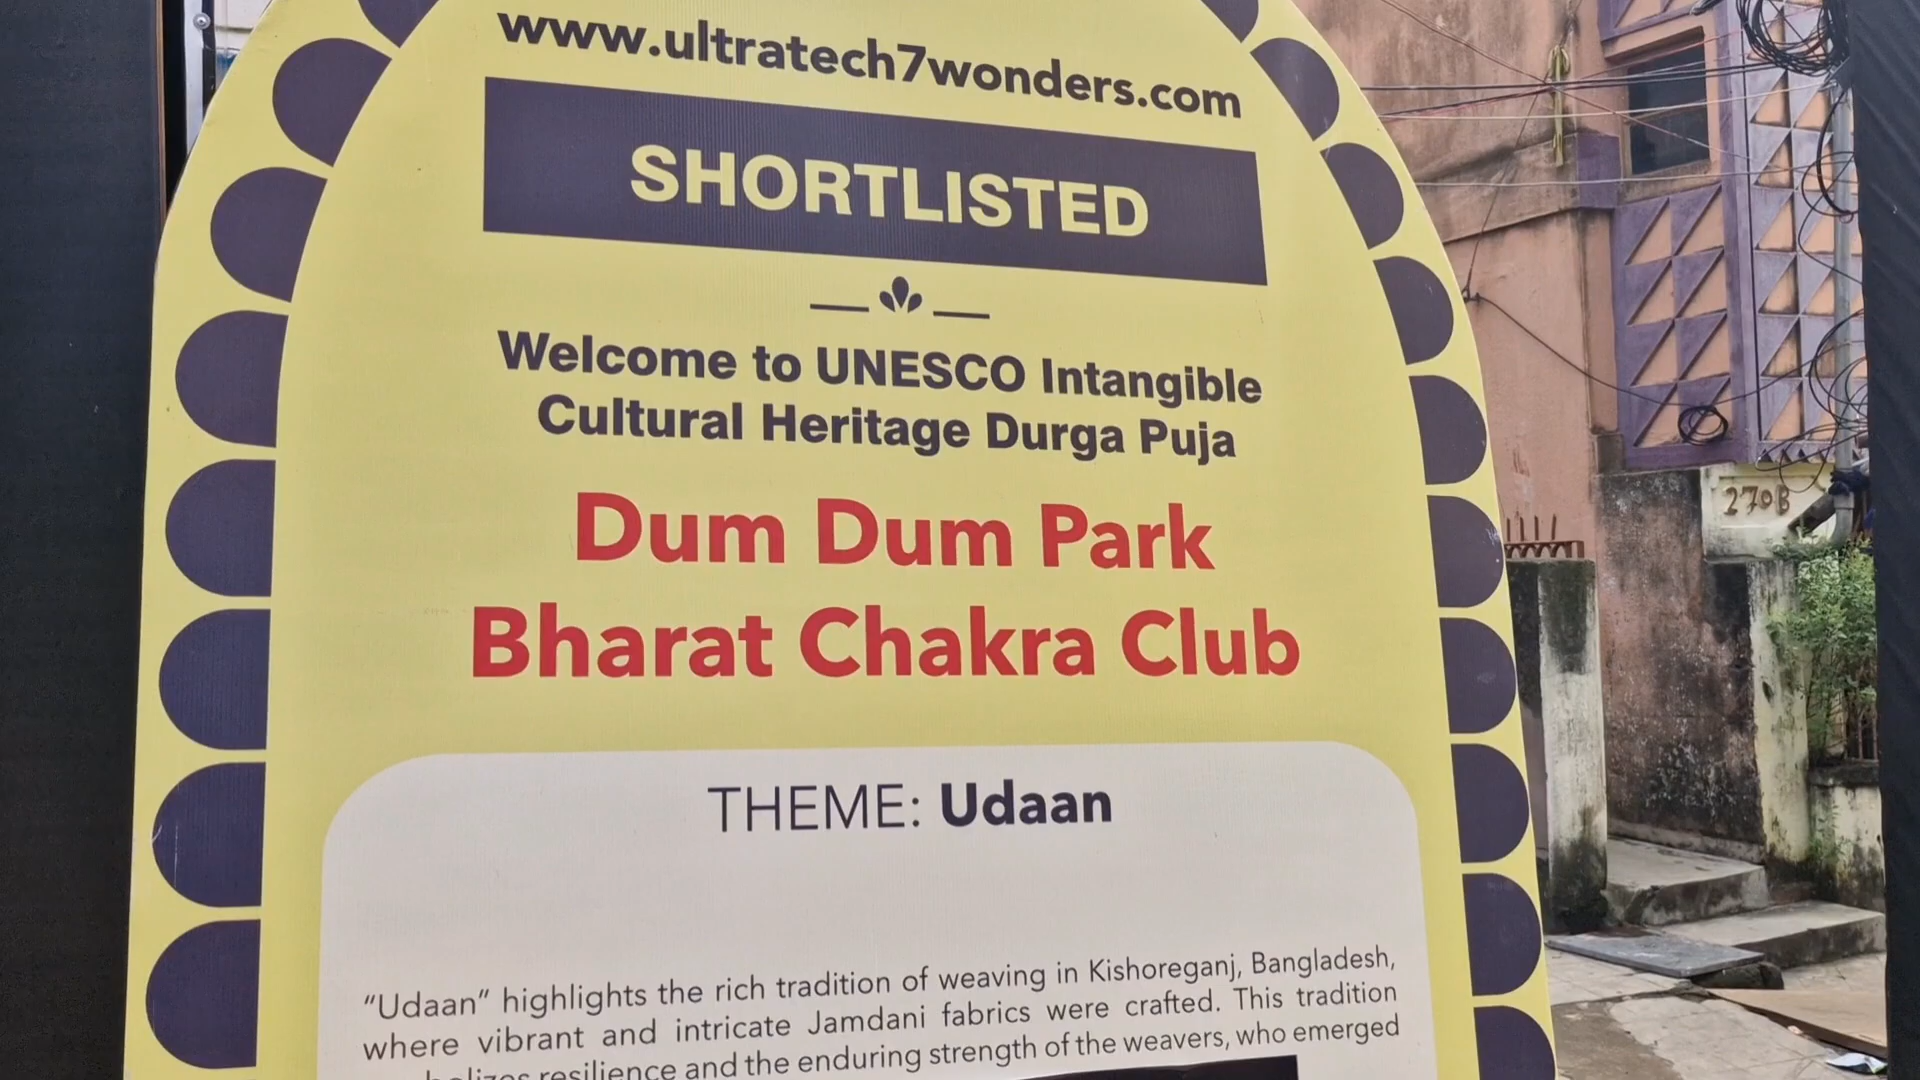 www.ultratech7wonders.com
SHORTLISTED
Welcome to UNESCO Intangible
Cultural Heritage Durga Puja
Dum Dum Park
Bharat Chakra Club
THEME: Udaan
“Udaan” highlights the rich tradition of weaving in Kishoreganj, Bangladesh,
where vibrant and intricate Jamdani fabrics were crafted. This tradition
resilience and the enduring strength of the weavers, who emerged
270B